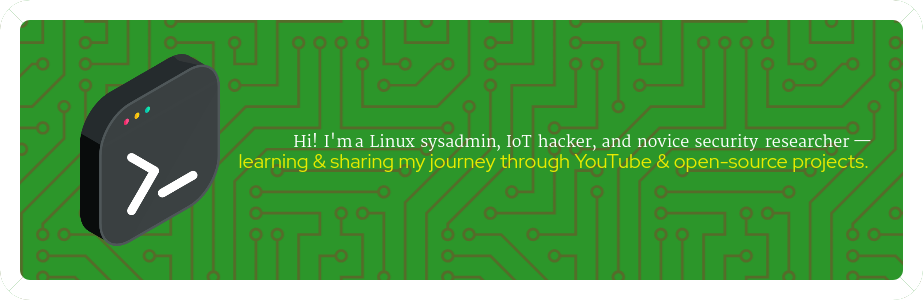 Hi! I'm a Linux sysadmin, IoT hacker, and novice security researcher —
learning & sharing my journey through YouTube & open-source projects.